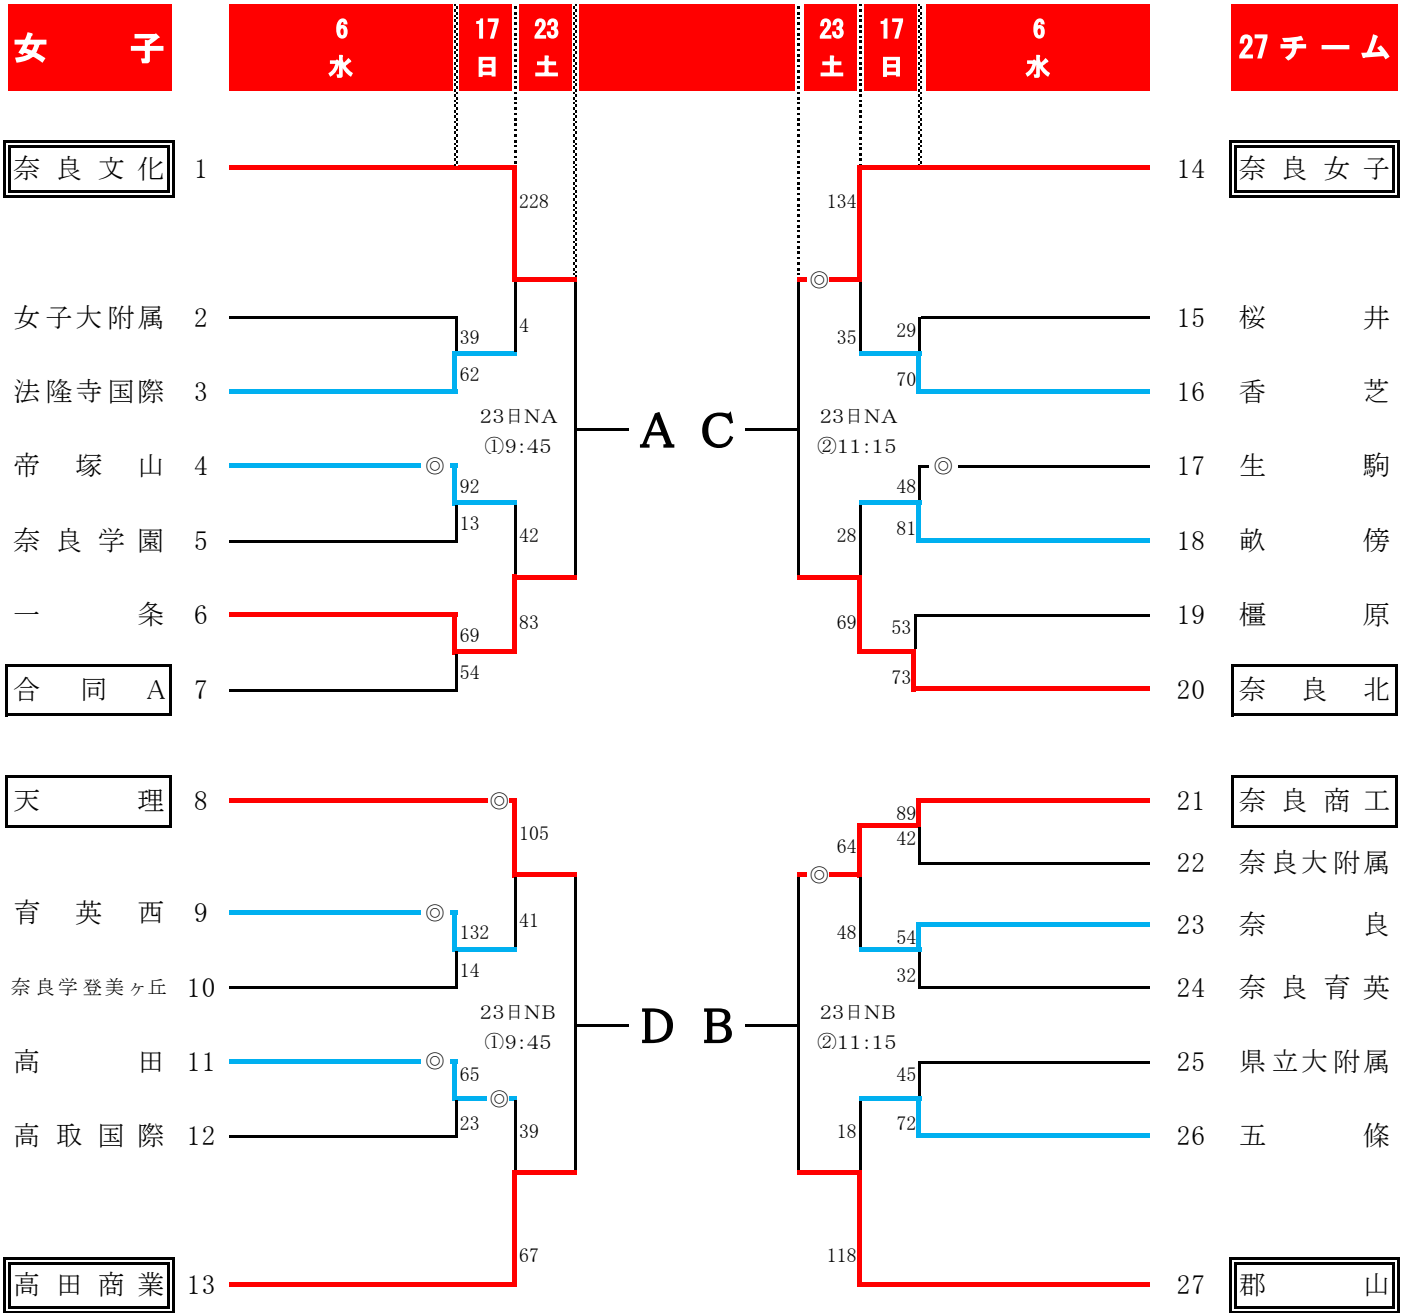 女子
6 17 23 23 17 6
水 日 土 土 日 水
27チーム
奈良文化 1
14 奈良女子
228
134
◎
女子大附属 2
15 桜井
4
35
39
29
62
70
法隆寺国際 3
16 香芝
23日NA
①9:45
A C
23日NA
②11:15
帝塚山 4 ◎
◎ 17 生駒
92
48
13
81
42
28
奈良学園 5
18 畝傍
一条 6
19 橿原
83
69
69
53
54
73
合同A 7
20 奈良北
天理 8 ◎
21 奈良商工
105
89
42
64
◎
22 奈良大附属
育英西 9 ◎
23 奈良
132
41
48
54
14
32
奈良学登美ヶ丘 10
24 奈良育英
23日NB
①9:45
D B
23日NB
②11:15
高田 11 ◎
25 県立大附属
65
45
◎
23
72
39
18
高取国際 12
26 五條
67
118
高田商業 13
27 郡山